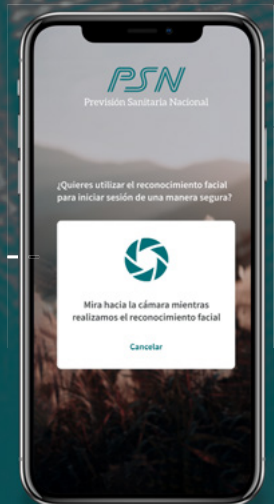 PSN
Previsión Sanitaria Nacional
¿Quieres utilizar el reconocimiento facial
para iniciar sesión de una manera segura?
Mira hacia la cámara mientras
realizamos el reconocimiento facial
Cancelar